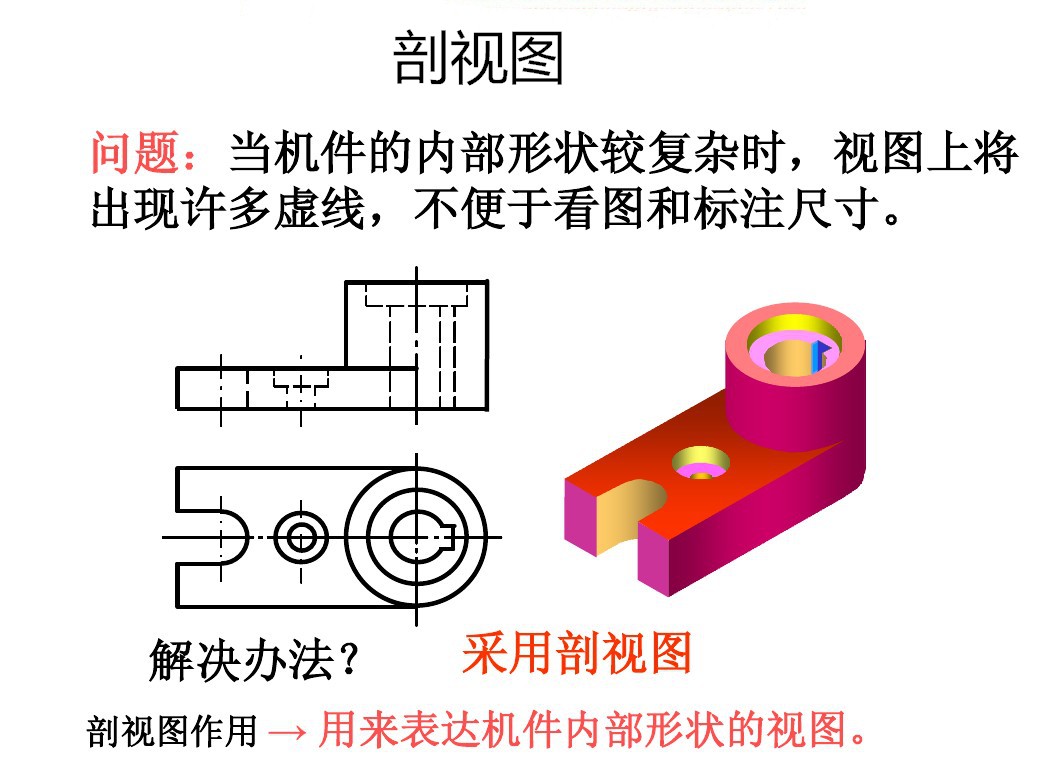 剖视图
问题：当机件的内部形状较复杂时，视图上将
出现许多虚线，不便于看图和标注尺寸。
解决办法？
采用剖视图
剖视图作用 → 用来表达机件内部形状的视图。